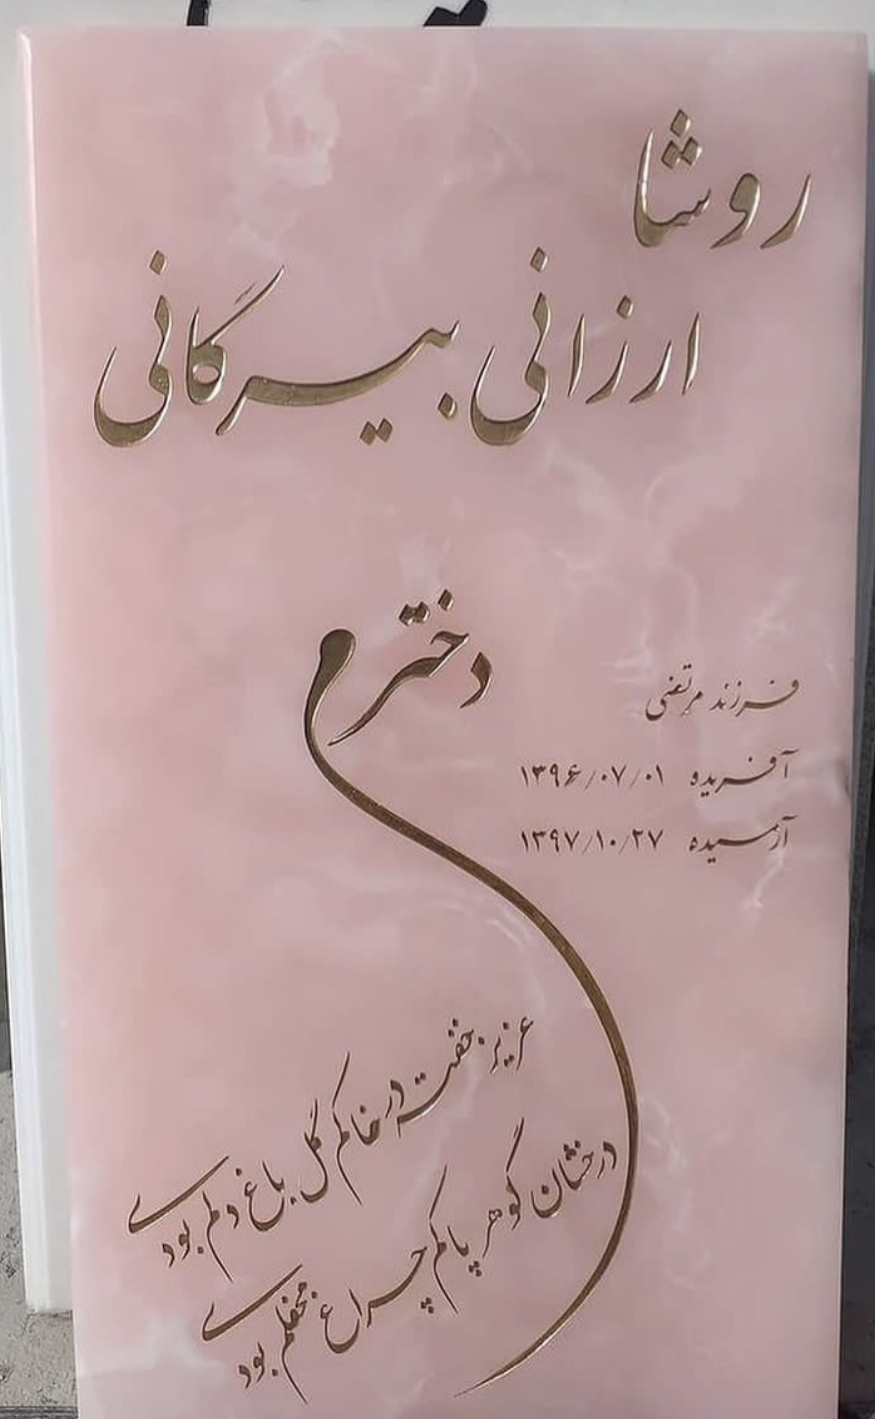 روشا
ارزانی بیرگانی
دخترم
فرزند مرتضی
آفریده ۱۳۹۶/۰۷/۰۱
آرمیده ۱۳۹۷/۱۰/۲۷
عزیز خفته در خاکم گل باغ دلم بودی
درخشان گوهر پاکم چراغ محفلم بودی